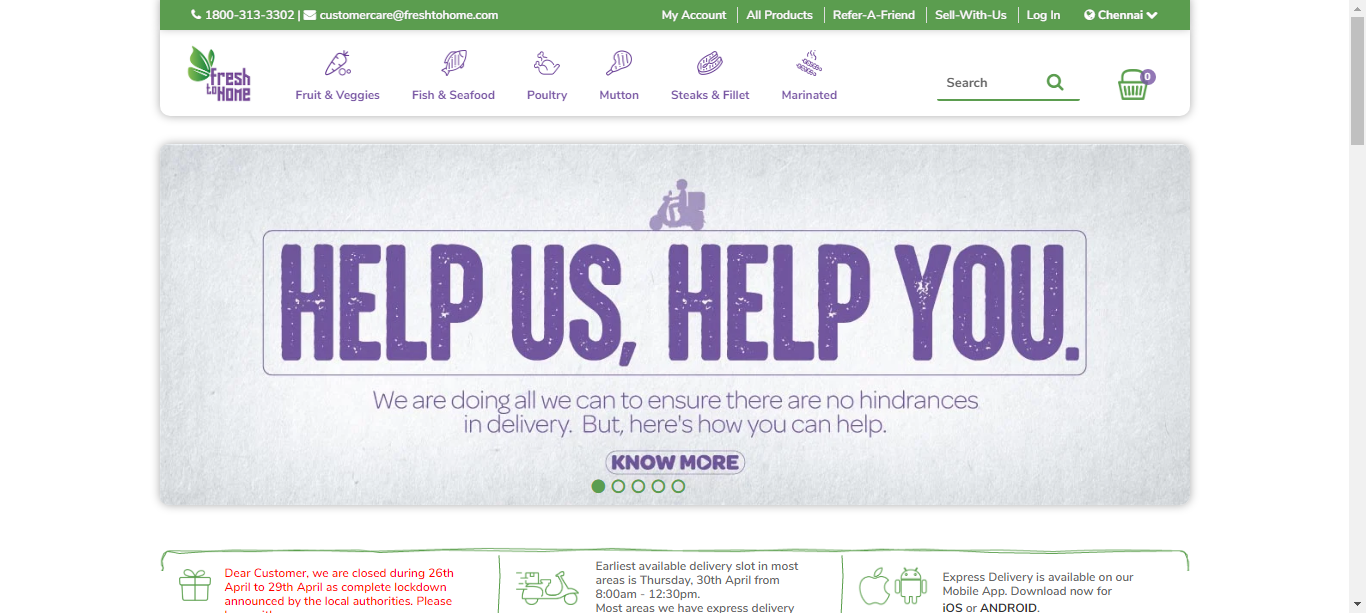 1800-313-3302 | customercare@freshtohome.com
My Account All Products Refer-A-Friend Sell-With-Us Log In Chennai
fresh
to HOME
Fruit & Veggies Fish & Seafood Poultry Mutton Steaks & Fillet Marinated
Search
0
HELP US, HELP YOU.
We are doing all we can to ensure there are no hindrances
in delivery. But, here's how you can help.
KNOW MORE
Dear Customer, we are closed during 26th
April to 29th April as complete lockdown
announced by the local authorities. Please
Earliest available delivery slot in most
areas is Thursday, 30th April from
8:00am - 12:30pm.
Most areas we have express delivery
Express Delivery is available on our
Mobile App. Download now for
iOS or ANDROID.